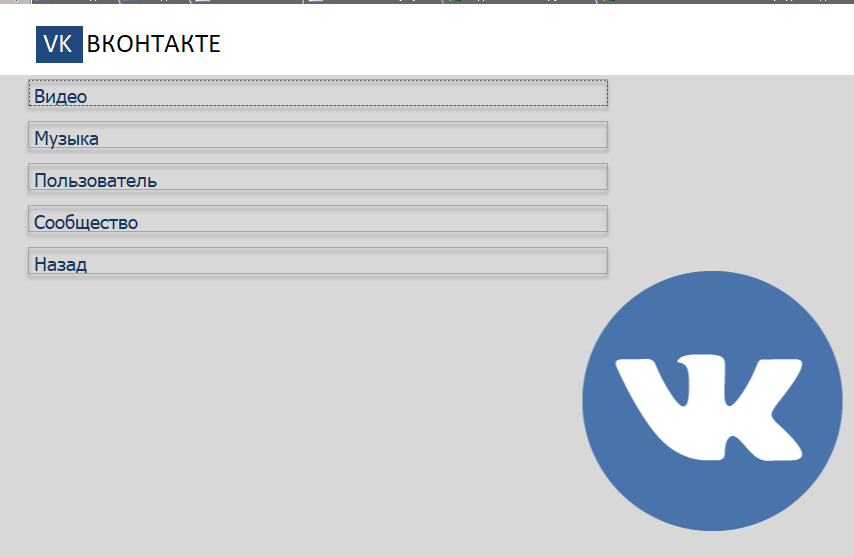 VK ВКОНТАКТЕ
Видео
Музыка
Пользователь
Сообщество
Назад